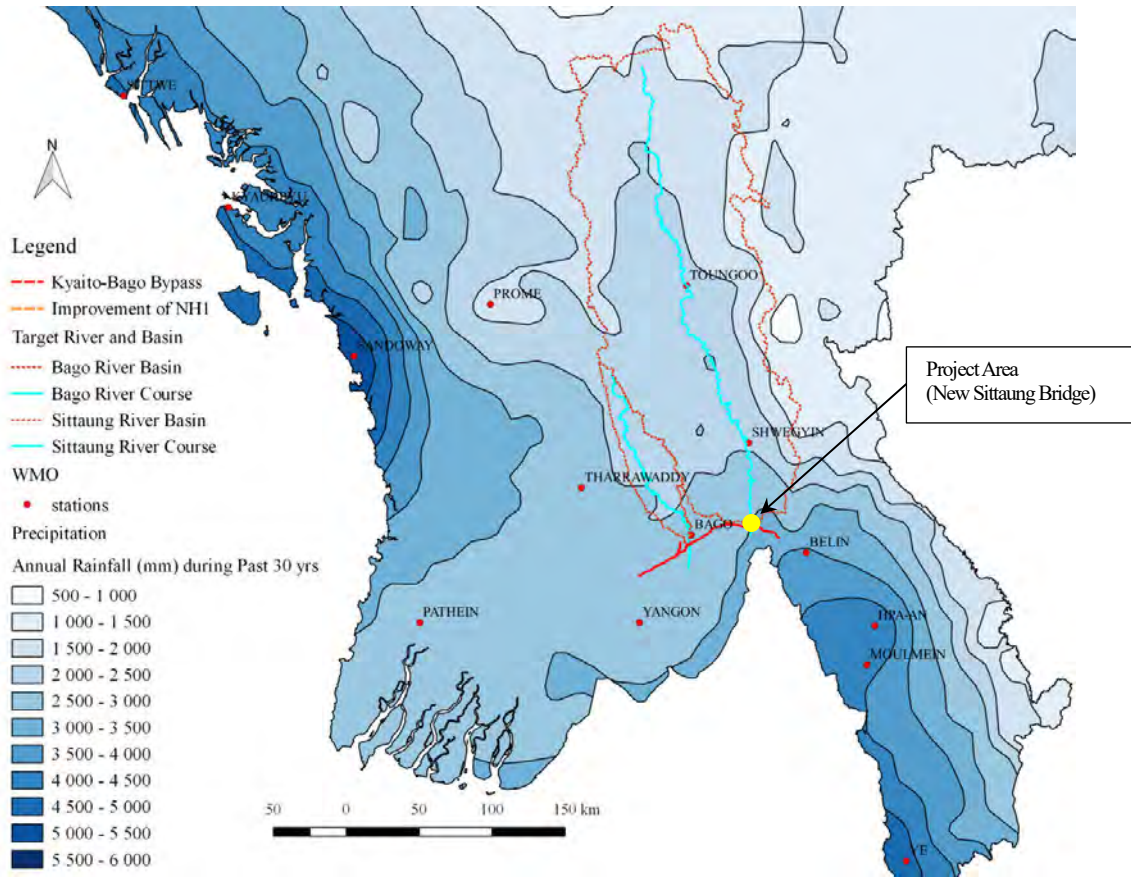 SITTWE
N
KYAUKPYU
Legend
Kyaito-Bago Bypass
Improvement of NH1
Target River and Basin
Bago River Basin
Bago River Course
Sittaung River Basin
Sittaung River Course
WMO
stations
Precipitation
Annual Rainfall (mm) during Past 30 yrs
500 - 1 000
1 000 - 1 500
1 500 - 2 000
2 000 - 2 500
2 500 - 3 000
3 000 - 3 500
3 500 - 4 000
4 000 - 4 500
4 500 - 5 000
5 000 - 5 500
5 500 - 6 000
PROME
SANDOWAY
TOUNGOO
Project Area
(New Sittaung Bridge)
SHWEGYIN
THARRAWADDY
BAGO
BELIN
PATHEIN
YANGON
HPA-AN
MOULMEIN
YE
50 0 50 100 150 km